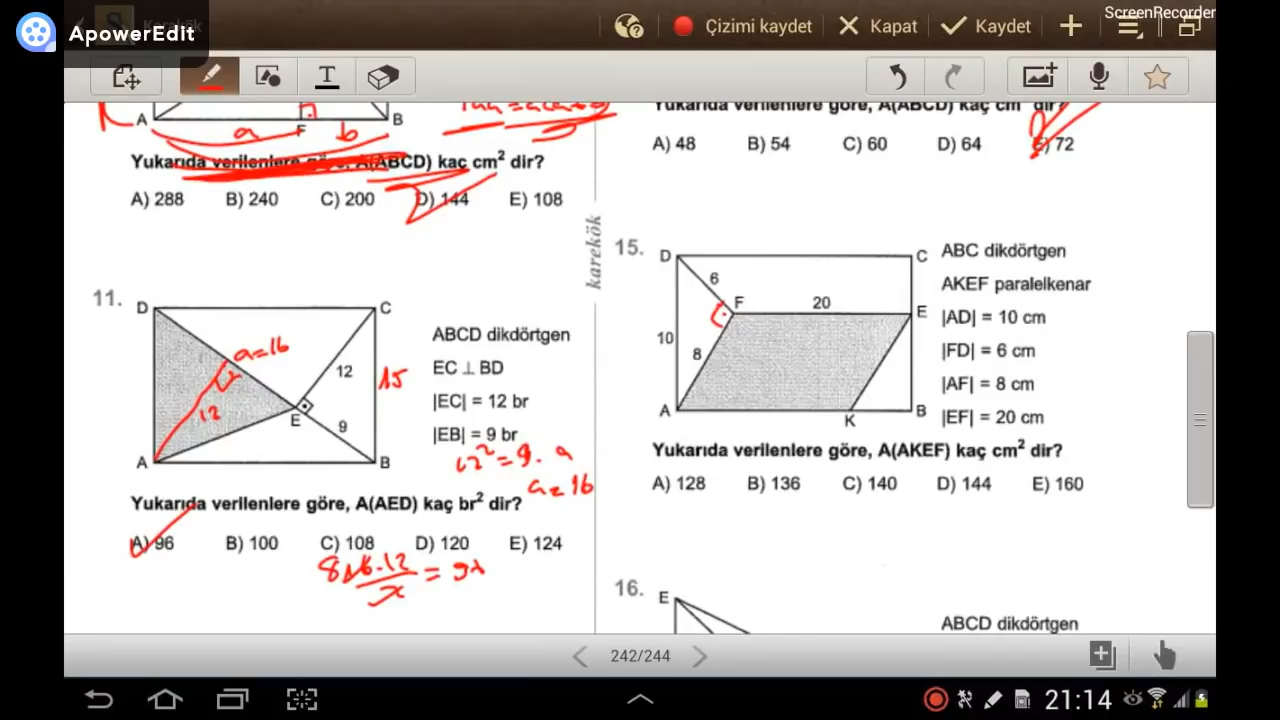 ApowerEdit
ScreenRecorder
Çizimi kaydet
Kapat
Kaydet
T
A
F
B
a
b
Yukarıda verilenlere göre, A(ABCD) kaç cm² dir?
A) 288 B) 240 C) 200 D) 144 E) 108
11.
D
C
a=16
12
12
15
E
9
A
B
ABCD dikdörtgen
EC ⊥ BD
|EC| = 12 br
|EB| = 9 br
12² = 9 . a
a = 16
Yukarıda verilenlere göre, A(AED) kaç br² dir?
A) 96 B) 100 C) 108 D) 120 E) 124
karekök
Yukarıda verilenlere göre, A(ABCD) kaç cm² dir?
A) 48 B) 54 C) 60 D) 64 E) 72
15.
D
C
6
F
20
E
10
8
A
K
B
ABC dikdörtgen
AKEF paralelkenar
|AD| = 10 cm
|FD| = 6 cm
|AF| = 8 cm
|EF| = 20 cm
Yukarıda verilenlere göre, A(AKEF) kaç cm² dir?
A) 128 B) 136 C) 140 D) 144 E) 160
16.
E
ABCD dikdörtgen
242/244
21:14